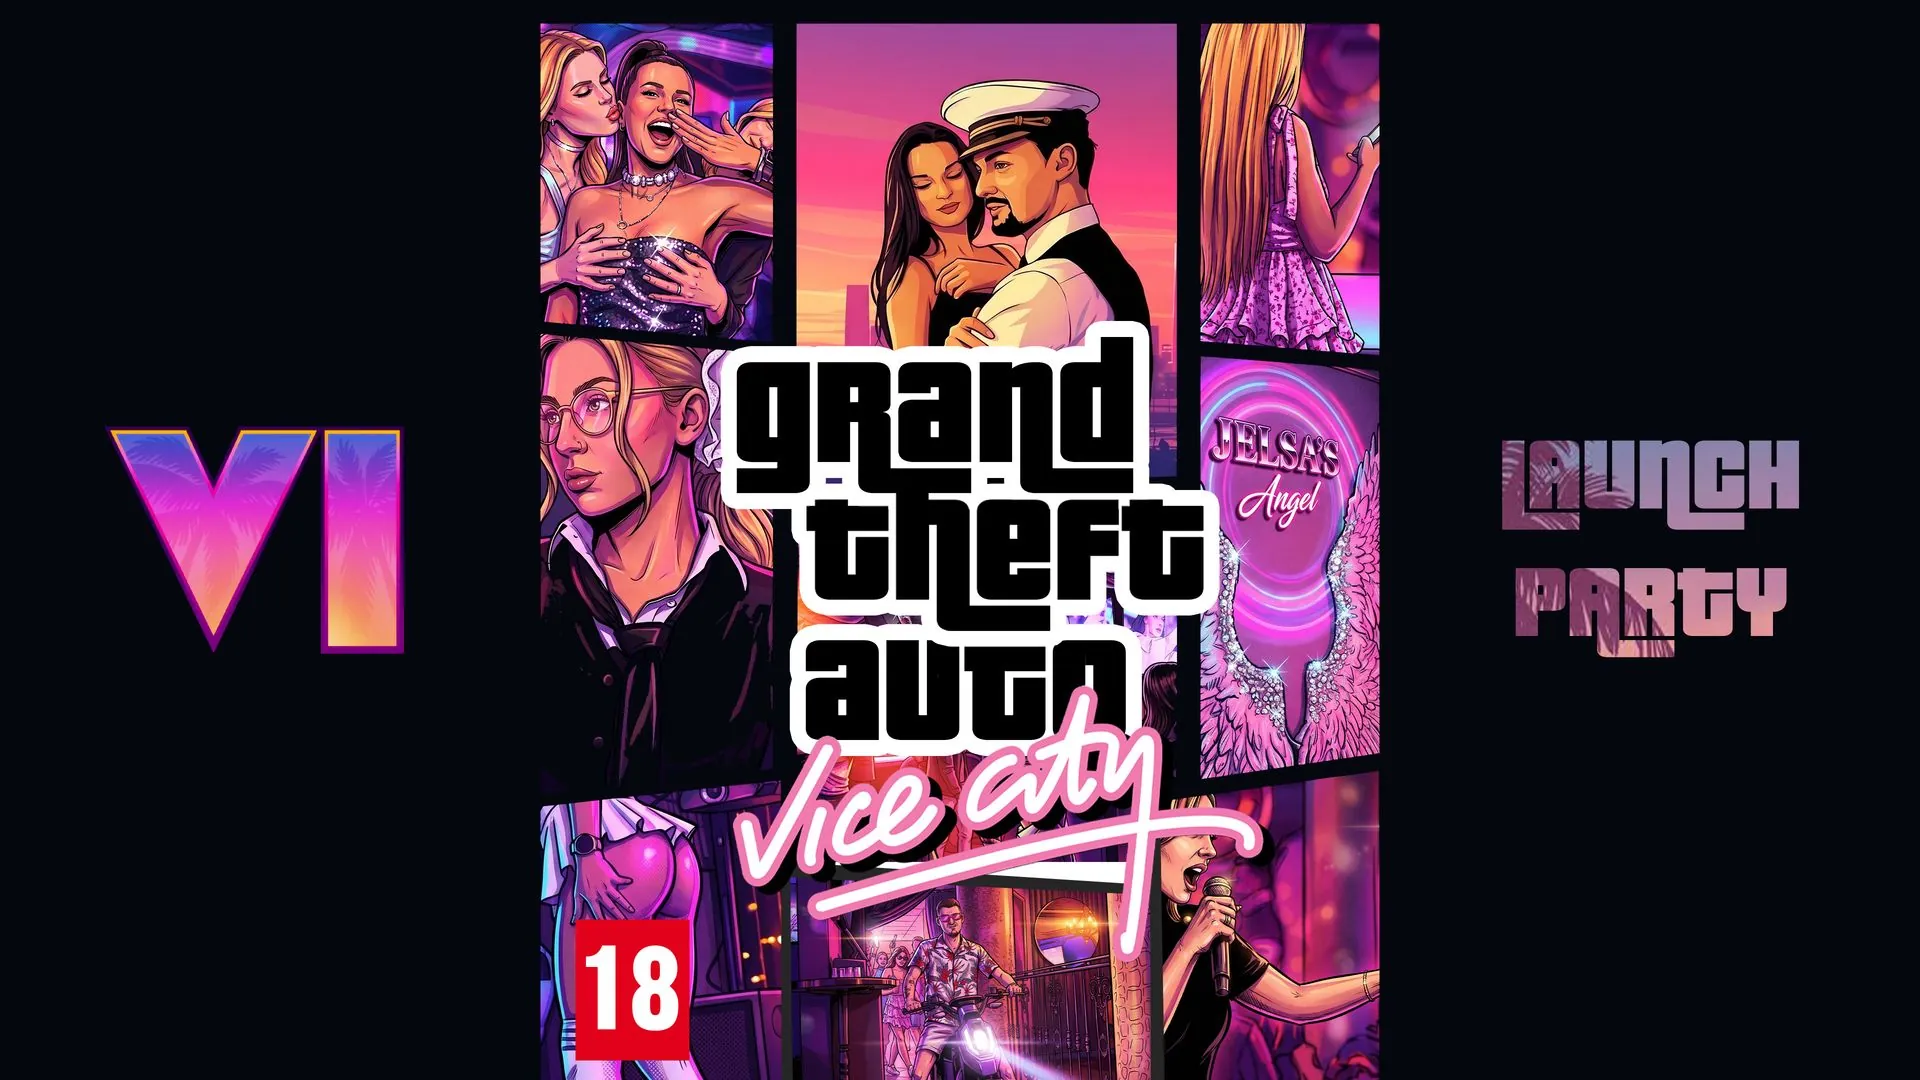 VI
grand
theft
auto
Vice City
JELSA'S
Angel
18
LAUNCH
PARTY